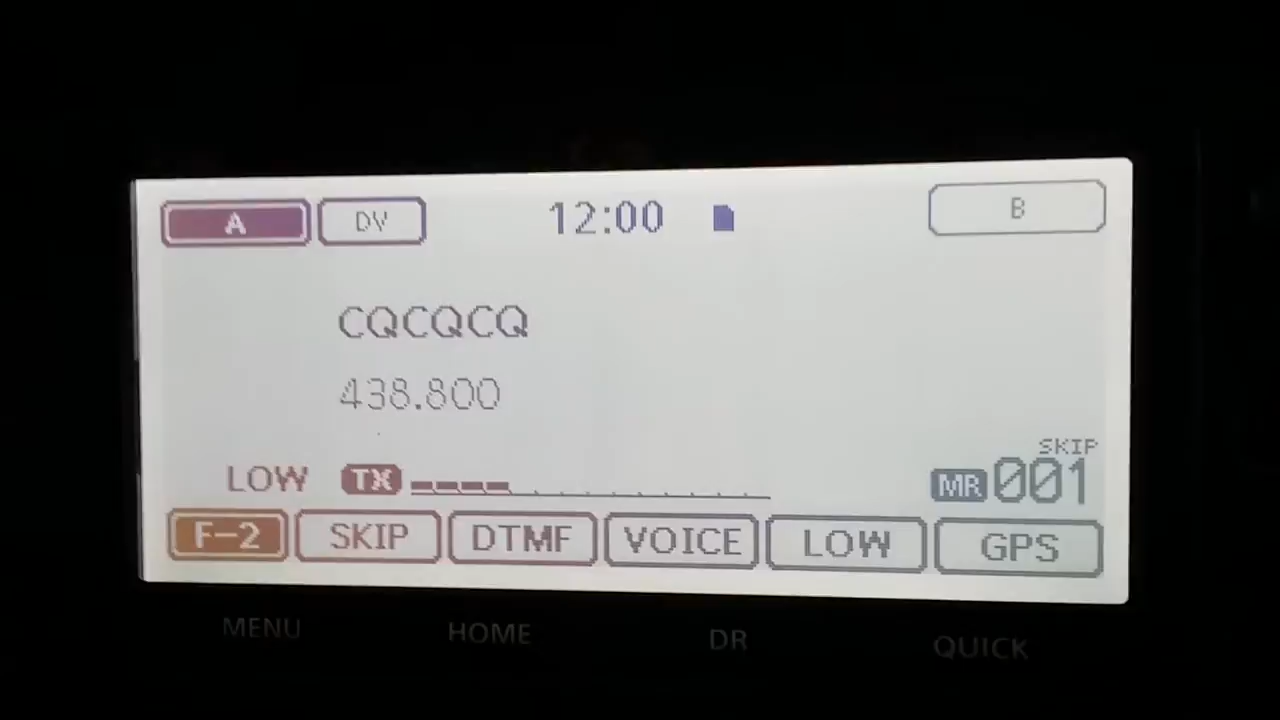 A DV 12:00 B
CQCQCQ
438.800
SKIP
LOW TX MR 001
F-2 SKIP DTMF VOICE LOW GPS
MENU HOME DR QUICK